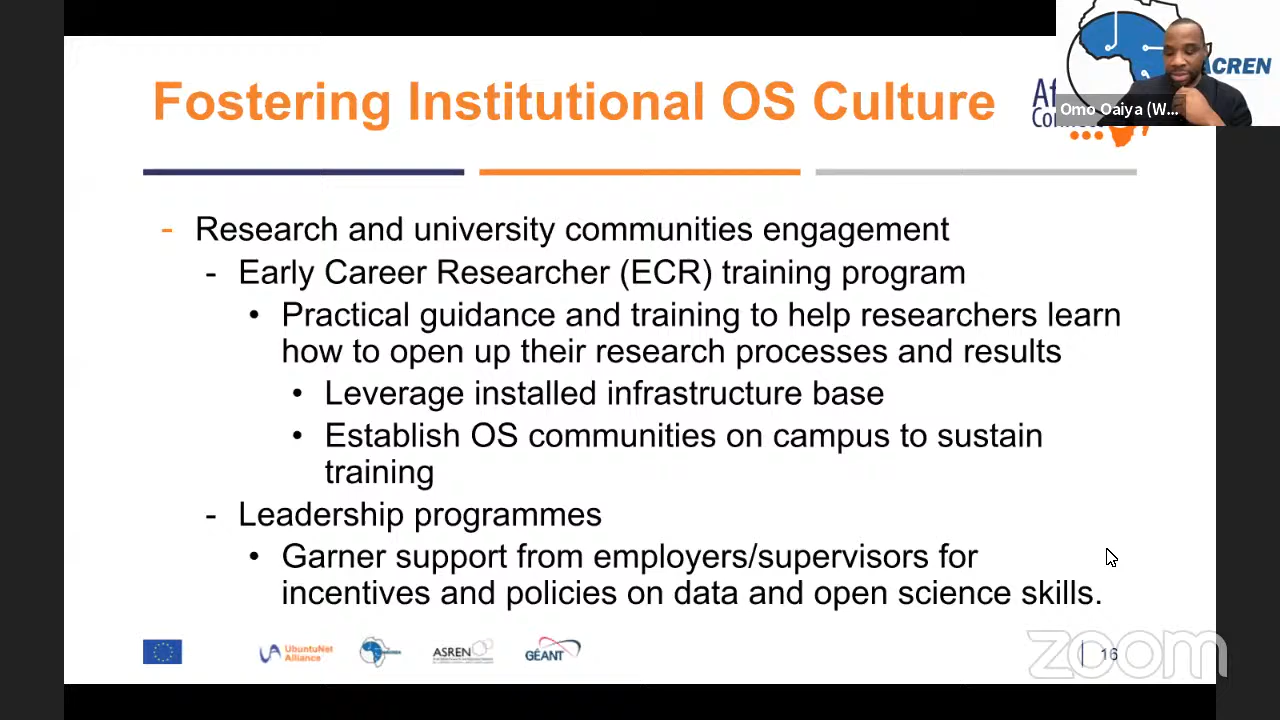 Fostering Institutional OS Culture
ACREN
Omo Oaiya (W...
- Research and university communities engagement
- Early Career Researcher (ECR) training program
• Practical guidance and training to help researchers learn
how to open up their research processes and results
• Leverage installed infrastructure base
• Establish OS communities on campus to sustain
training
- Leadership programmes
• Garner support from employers/supervisors for
incentives and policies on data and open science skills.
UbuntuNet
Alliance
ASREN
GÉANT
16
zoom